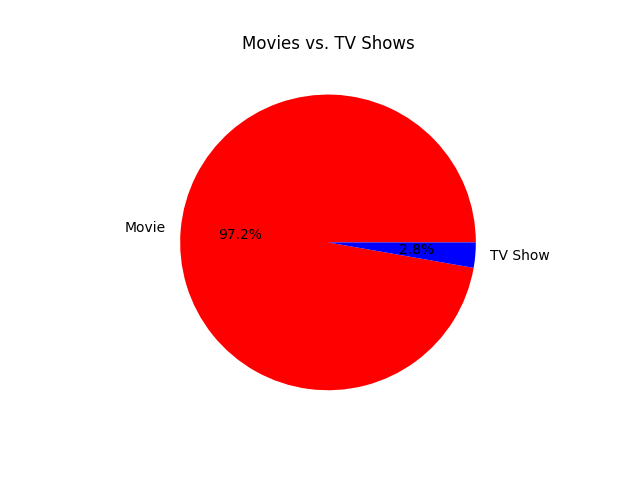 Movies vs. TV Shows
Movie
97.2%
2.8%
TV Show